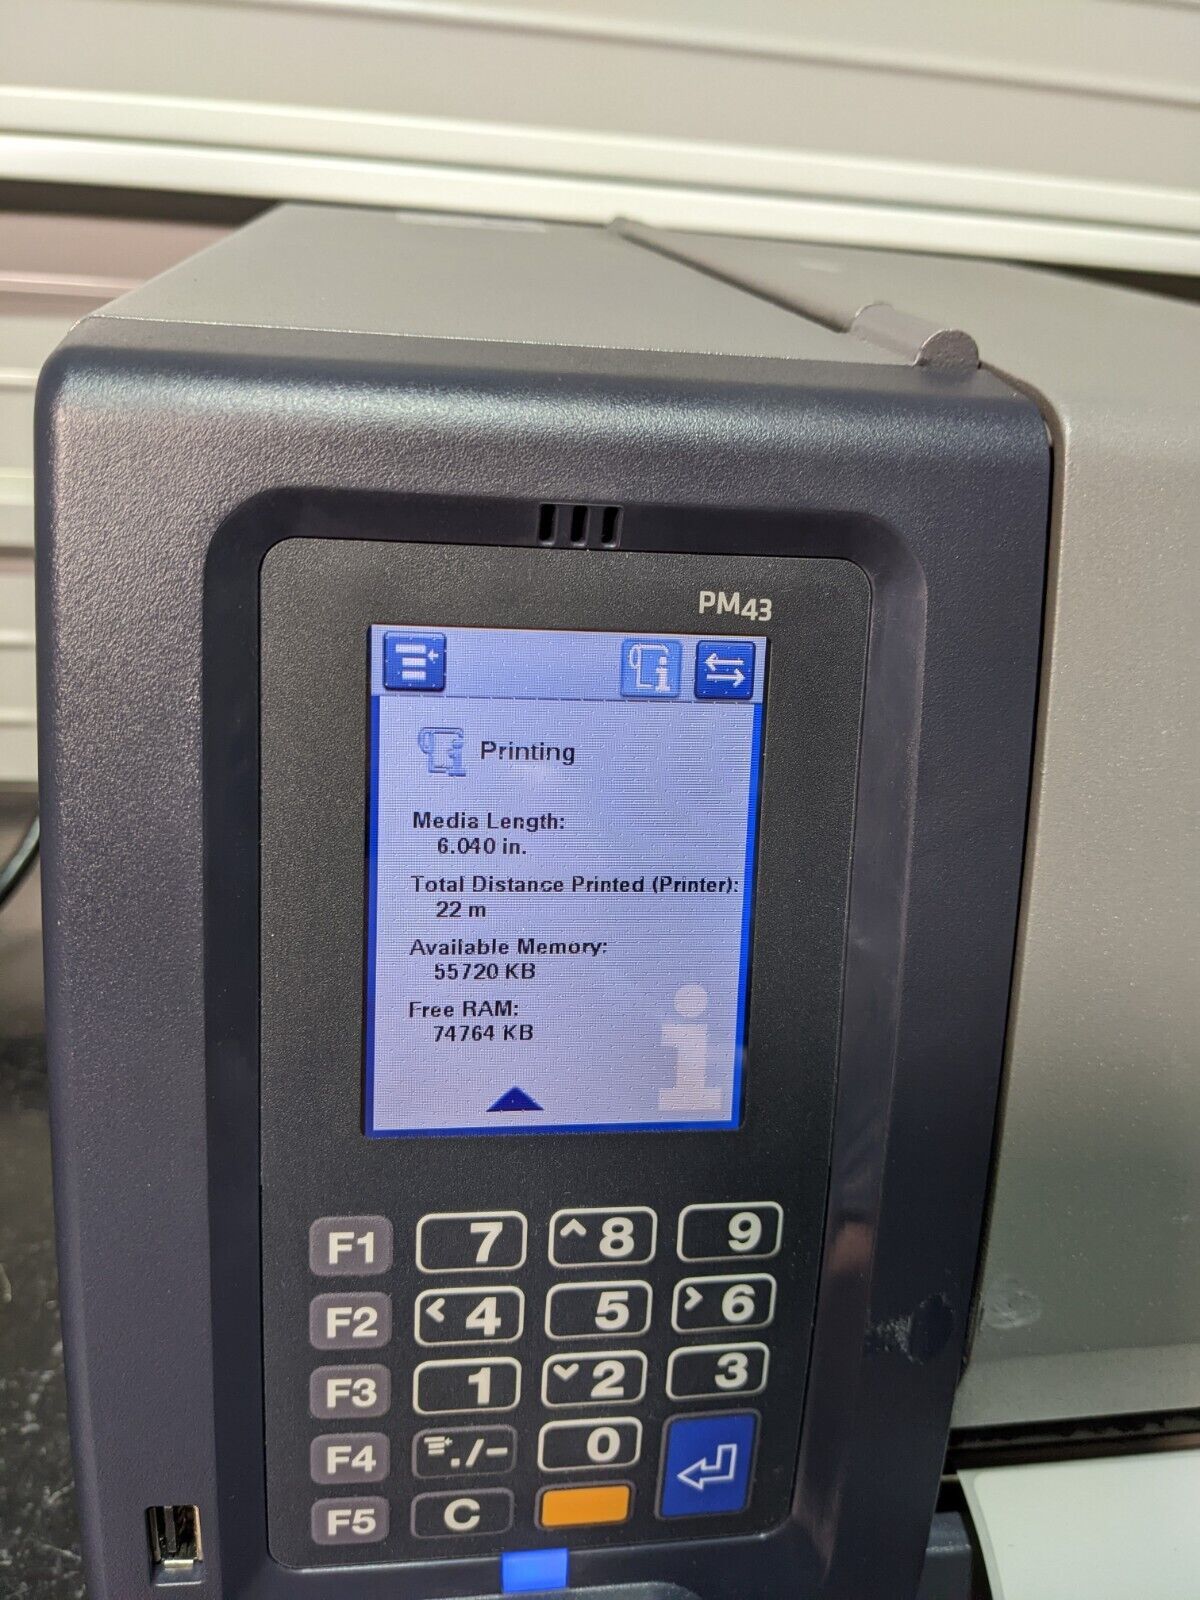 PM43
Printing
Media Length:
6.040 in.
Total Distance Printed (Printer):
22 m
Available Memory:
55720 KB
Free RAM:
74764 KB
F1 7 8 9
F2 4 5 6
F3 1 2 3
F4 ./- 0
F5 C